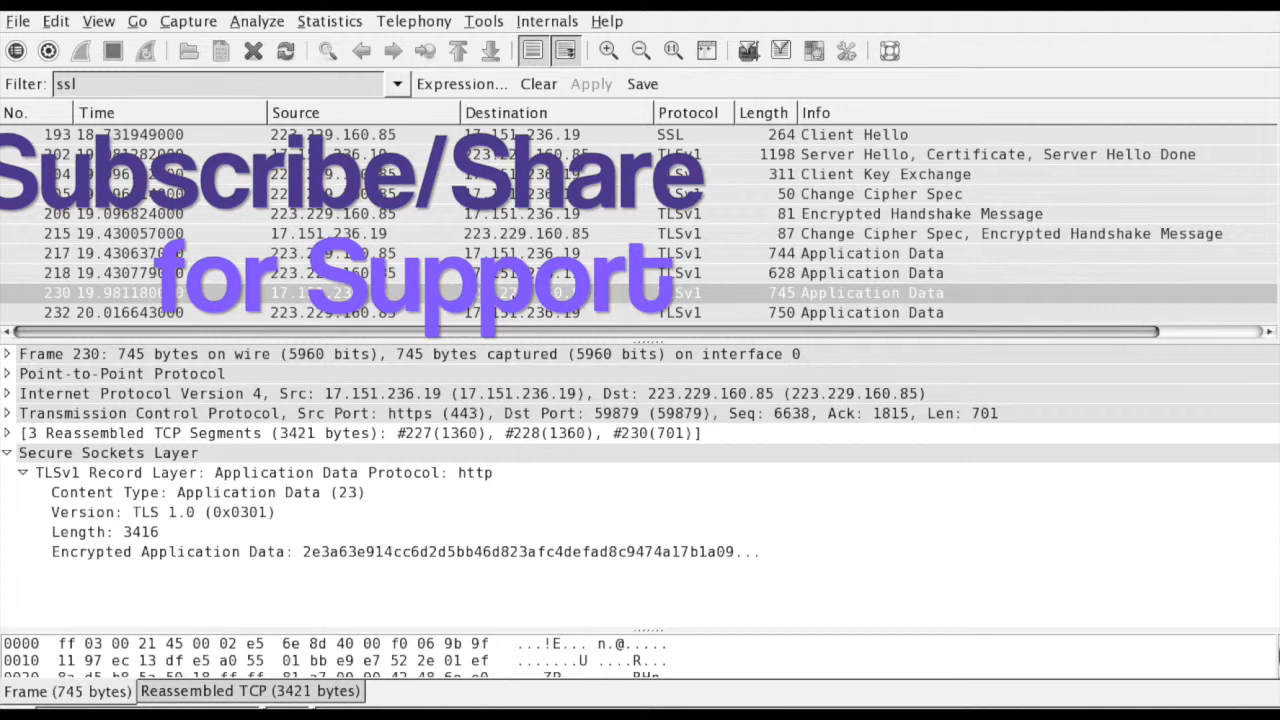 File Edit View Go Capture Analyze Statistics Telephony Tools Internals Help
Filter: ssl Expression... Clear Apply Save
No. Time Source Destination Protocol Length Info
193 18.731949000 223.229.160.85 17.151.236.19 SSL 264 Client Hello
1198 Server Hello, Certificate, Server Hello Done
311 Client Key Exchange
50 Change Cipher Spec
206 19.096824000 223.229.160.85 17.151.236.19 TLSv1 81 Encrypted Handshake Message
215 19.430057000 17.151.236.19 223.229.160.85 TLSv1 87 Change Cipher Spec, Encrypted Handshake Message
217 744 Application Data
218 628 Application Data
230 745 Application Data
232 20.016643000 750 Application Data
Subscribe/Share
for Support
Frame 230: 745 bytes on wire (5960 bits), 745 bytes captured (5960 bits) on interface 0
Point-to-Point Protocol
Internet Protocol Version 4, Src: 17.151.236.19 (17.151.236.19), Dst: 223.229.160.85 (223.229.160.85)
Transmission Control Protocol, Src Port: https (443), Dst Port: 59879 (59879), Seq: 6638, Ack: 1815, Len: 701
[3 Reassembled TCP Segments (3421 bytes): #227(1360), #228(1360), #230(701)]
Secure Sockets Layer
TLSv1 Record Layer: Application Data Protocol: http
Content Type: Application Data (23)
Version: TLS 1.0 (0x0301)
Length: 3416
Encrypted Application Data: 2e3a63e914cc6d2d5bb46d823afc4defad8c9474a17b1a09...
0000 ff 03 00 21 45 00 02 e5 6e 8d 40 00 f0 06 9b 9f ...!E... n.@.....
0010 11 97 ec 13 df e5 a0 55 01 bb e9 e7 52 2e 01 ef .......U ....R...
Frame (745 bytes) Reassembled TCP (3421 bytes)